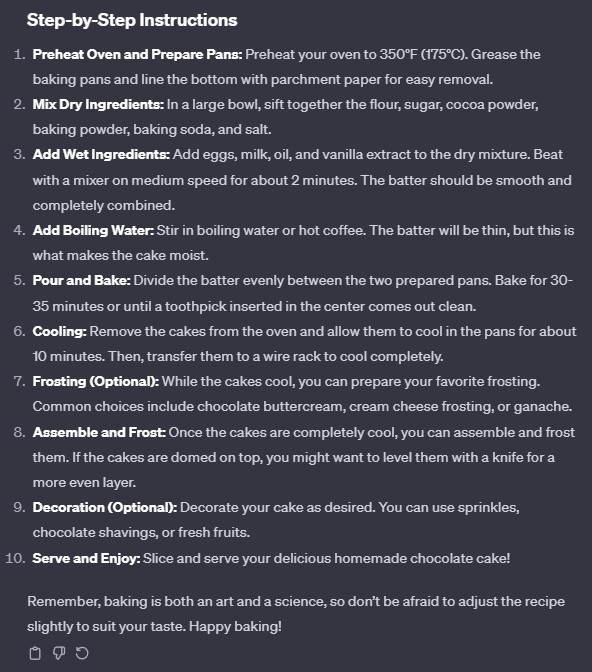 Step-by-Step Instructions
1. Preheat Oven and Prepare Pans: Preheat your oven to 350°F (175°C). Grease the
baking pans and line the bottom with parchment paper for easy removal.
2. Mix Dry Ingredients: In a large bowl, sift together the flour, sugar, cocoa powder,
baking powder, baking soda, and salt.
3. Add Wet Ingredients: Add eggs, milk, oil, and vanilla extract to the dry mixture. Beat
with a mixer on medium speed for about 2 minutes. The batter should be smooth and
completely combined.
4. Add Boiling Water: Stir in boiling water or hot coffee. The batter will be thin, but this is
what makes the cake moist.
5. Pour and Bake: Divide the batter evenly between the two prepared pans. Bake for 30-
35 minutes or until a toothpick inserted in the center comes out clean.
6. Cooling: Remove the cakes from the oven and allow them to cool in the pans for about
10 minutes. Then, transfer them to a wire rack to cool completely.
7. Frosting (Optional): While the cakes cool, you can prepare your favorite frosting.
Common choices include chocolate buttercream, cream cheese frosting, or ganache.
8. Assemble and Frost: Once the cakes are completely cool, you can assemble and frost
them. If the cakes are domed on top, you might want to level them with a knife for a
more even layer.
9. Decoration (Optional): Decorate your cake as desired. You can use sprinkles,
chocolate shavings, or fresh fruits.
10. Serve and Enjoy: Slice and serve your delicious homemade chocolate cake!
Remember, baking is both an art and a science, so don't be afraid to adjust the recipe
slightly to suit your taste. Happy baking!